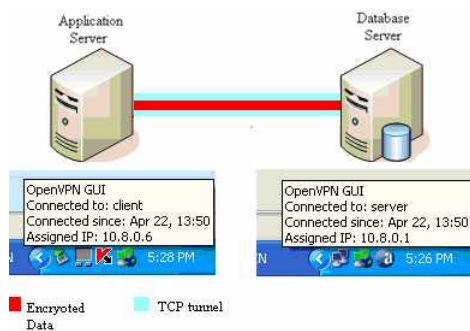 Application
Server
Database
Server
OpenVPN GUI
Connected to: client
Connected since: Apr 22, 13:50
Assigned IP: 10.8.0.6
N
5:28 PM
OpenVPN GUI
Connected to: server
Connected since: Apr 22, 13:50
Assigned IP: 10.8.0.1
N
5:26 PM
Encryoted
Data
TCP tunnel